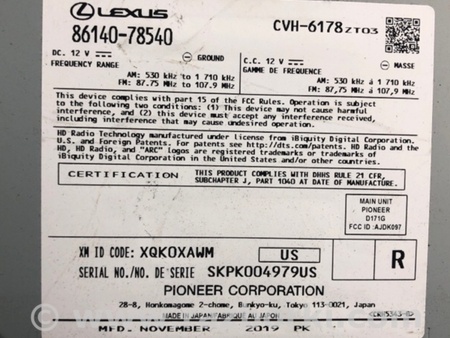 LEXUS
86140-78540
CVH-6178ZT03
DC. 12 V
GROUND
C.C. 12 V
MASSE
FREQUENCY RANGE
GAMME DE FREQUENCE
AM: 530 kHz to 1 710 kHz
AM: 530 kHz á 1 710 kHz
FM: 87,75 MHz to 107,9 MHz
FM: 87,75 MHz á 107,9 MHz
This device complies with part 15 of the FCC Rules. Operation is subject
to the following two conditions: (1) This device may not cause harmful
interference, and (2) this device must accept any interference received,
including interference that may cause undesired operation.
HD Radio Technology manufactured under license from iBiquity Digital Corporation.
U.S. and Foreign Patents. For patents see http://dts.com/patents. HD Radio and
HD, HD Radio, and "ARC" logos are registered trademarks or trademarks of
iBiquity Digital Corporation in the United States and/or other countries.
CERTIFICATION
THIS PRODUCT COMPLIES WITH DHHS RULE 21 CFR,
SUBCHAPTER J, PART 1040 AT DATE OF MANUFACTURE.
MAIN UNIT
PIONEER
D171G
FCC ID : AJDK097
XM ID CODE: XQK0XAWM
US
R
SERIAL NO./NO. DE SERIE SKPK004979US
PIONEER CORPORATION
28-8, Honkomagome 2-chome, Bunkyo-ku, Tokyo 113-0021, Japan
MADE IN JAPAN/FABRIQUE AU JAPON
MFD. NOVEMBER 2019 PK